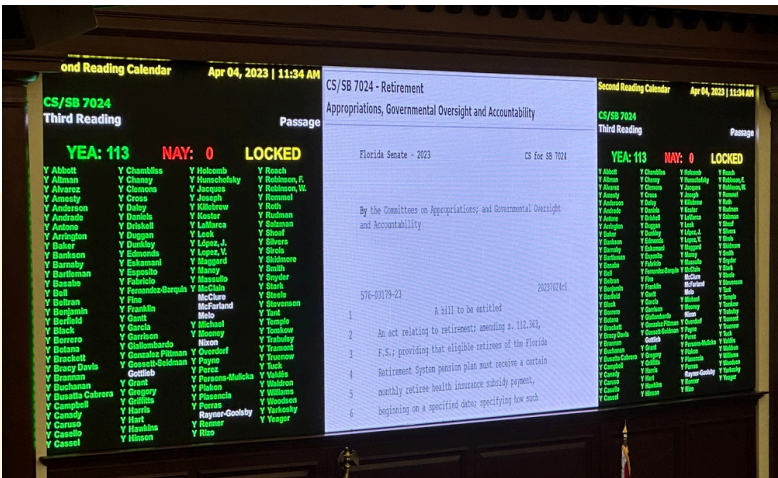 ond Reading Calendar Apr 04, 2023 | 11:34 AM
CS/SB 7024
Third Reading Passage
YEA: 113 NAY: 0 LOCKED
Y Abbott Y Chambliss Y Holcomb Y Roach
Y Altman Y Chaney Y Hunschofsky Y Robinson, F.
Y Alvarez Y Clemons Y Jacques Y Robinson, W.
Y Amesty Y Cross Y Joseph Y Rommel
Y Anderson Y Daley Y Killebrew Y Roth
Y Andrade Y Daniels Y Koster Y Rudman
Y Antone Y Driskell Y LaMarca Y Salzman
Y Arrington Y Duggan Y Leek Y Shoaf
Y Baker Y Dunkley Y López, J. Y Silvers
Y Bankson Y Edmonds Y Lopez, V. Y Sirois
Y Barnaby Y Eskamani Y Maggard Y Skidmore
Y Bartleman Y Esposito Y Maney Y Smith
Y Basabe Y Fabricio Y Massullo Y Snyder
Y Bell Y Fernandez-Barquin Y McClain Y Stark
Y Beltran Y Fine McClure Y Steele
Y Benjamin Y Franklin McFarland Y Stevenson
Y Berfield Y Gantt Melo Y Tant
Y Black Y Garcia Y Michael Y Temple
Y Borrero Y Garrison Y Mooney Y Tomkow
Y Botana Y Giallombardo Nixon Y Trabulsy
Y Brackett Y Gonzalez Pittman Y Overdorf Y Tramont
Y Bracy Davis Y Gossett-Seidman Y Payne Y Truenow
Y Brannan Gottlieb Y Perez Y Tuck
Y Buchanan Y Grant Y Persons-Mulicka Y Valdés
Y Busatta Cabrera Y Gregory Y Plakon Y Waldron
Y Campbell Y Griffitts Y Plasencia Y Williams
Y Canady Y Harris Y Porras Y Woodson
Y Caruso Y Hart Rayner-Goolsby Y Yarkosky
Y Casello Y Hawkins Y Renner Y Yeager
Y Cassel Y Hinson Y Rizo
CS/SB 7024 - Retirement
Appropriations, Governmental Oversight and Accountability
Florida Senate - 2023 CS for SB 7024
By the Committees on Appropriations; and Governmental Oversight
and Accountability
576-03179-23 20237024c1
1 A bill to be entitled
2 An act relating to retirement; amending s. 112.363,
3 F.S.; providing that eligible retirees of the Florida
4 Retirement System pension plan must receive a certain
5 monthly retiree health insurance subsidy payment,
6 beginning on a specified date; specifying how such
Second Reading Calendar Apr 04, 2023 | 11:34 AM
CS/SB 7024
Third Reading Passage
YEA: 113 NAY: 0 LOCKED